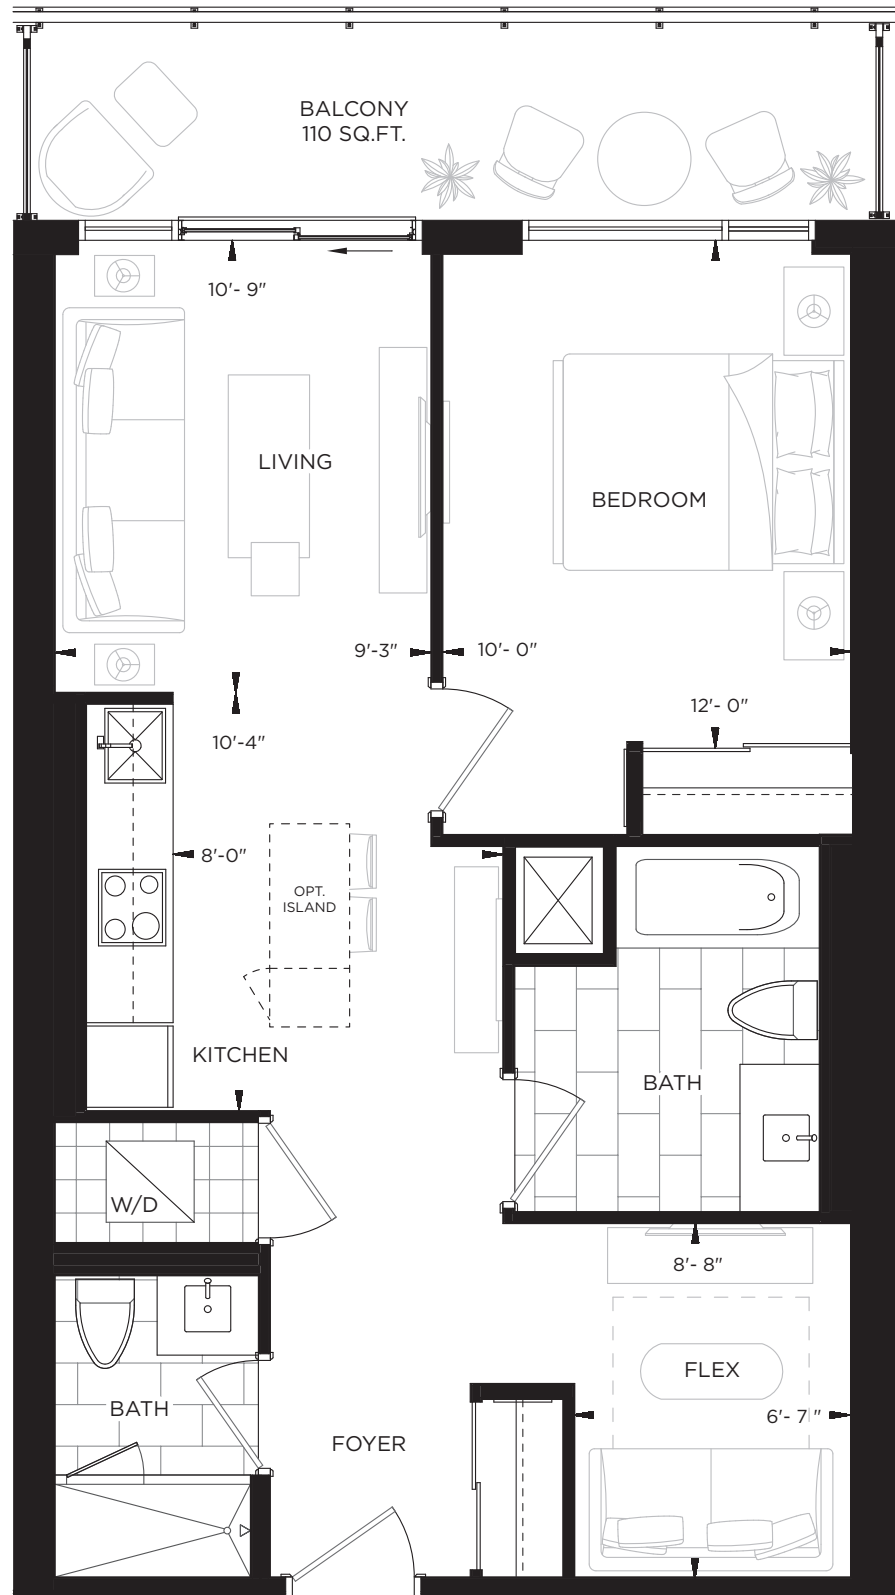 BALCONY
110 SQ.FT.
10'- 9"
LIVING
BEDROOM
9'-3"
10'- 0"
12'- 0"
10'-4"
8'-0"
OPT.
ISLAND
KITCHEN
BATH
W/D
8'- 8"
FLEX
BATH
6'- 7 "
FOYER